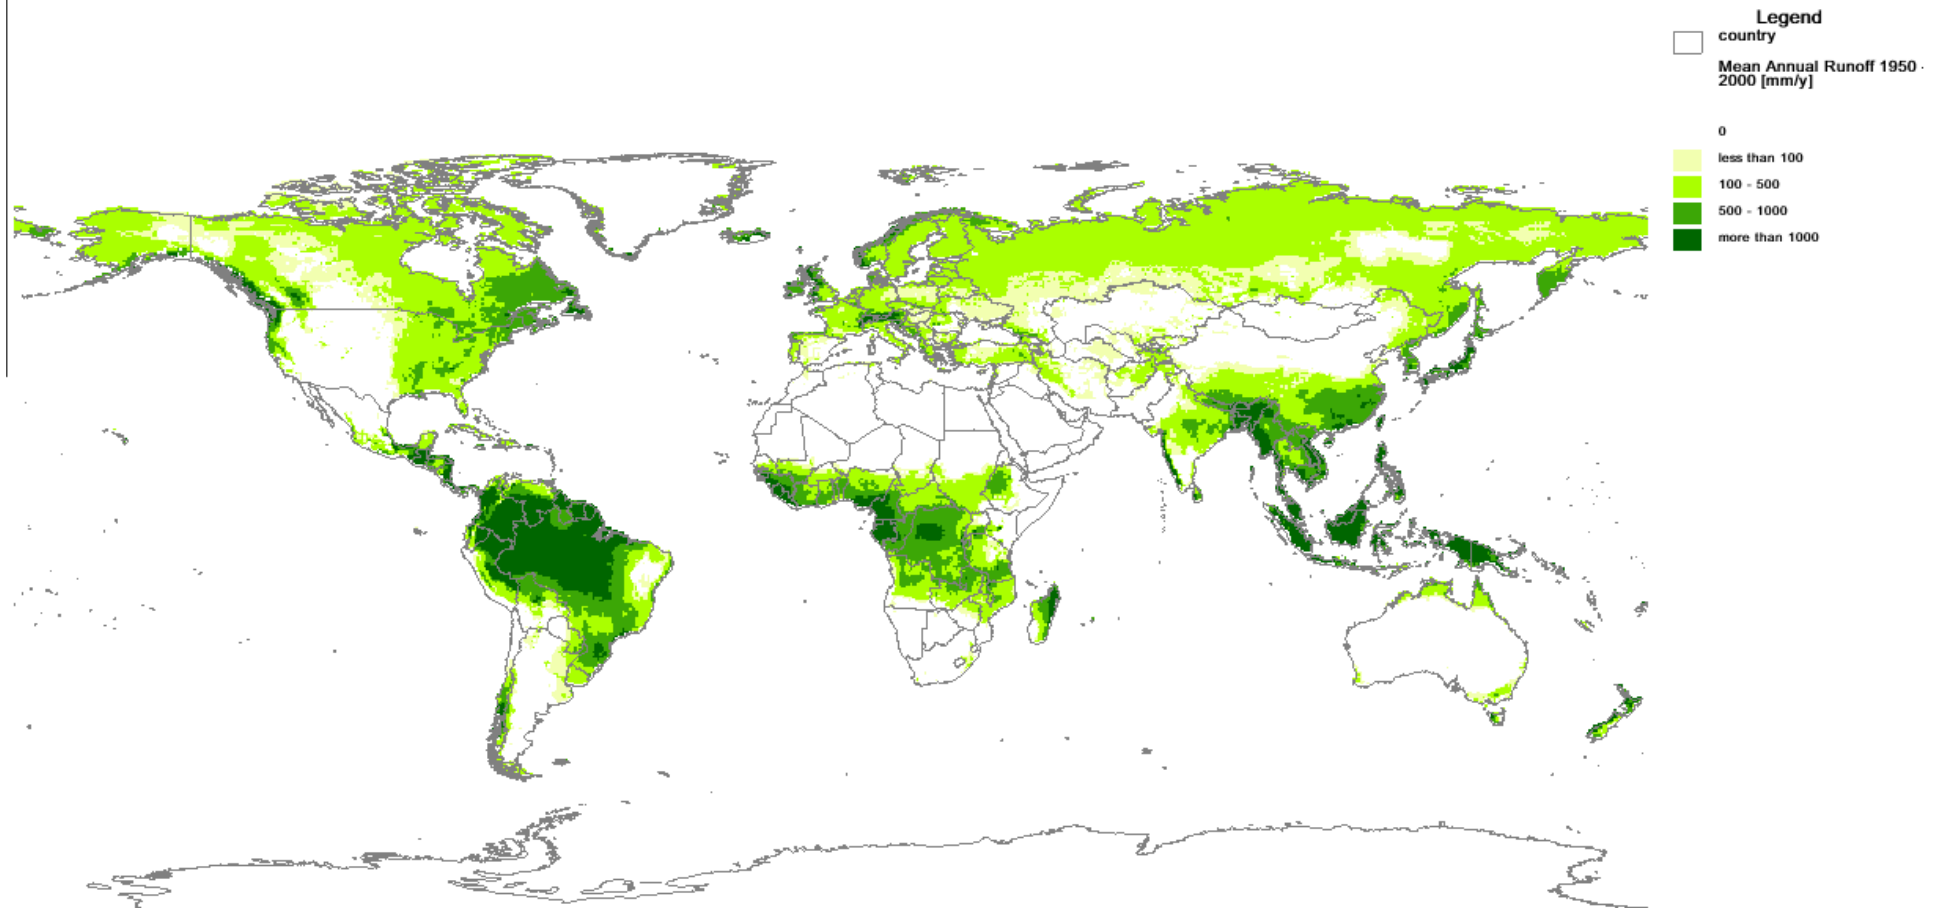 Legend
country
Mean Annual Runoff 1950 -
2000 [mm/y]
0
less than 100
100 - 500
500 - 1000
more than 1000